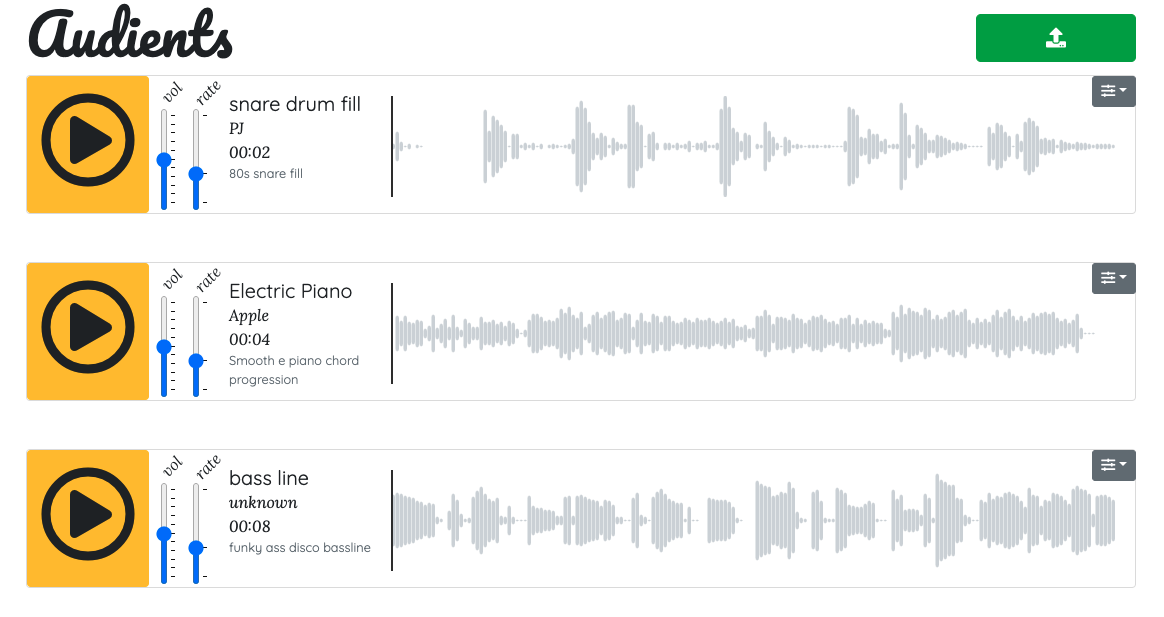 Audients
vol
rate
snare drum fill
PJ
00:02
80s snare fill
vol
rate
Electric Piano
Apple
00:04
Smooth e piano chord
progression
vol
rate
bass line
unknown
00:08
funky ass disco bassline